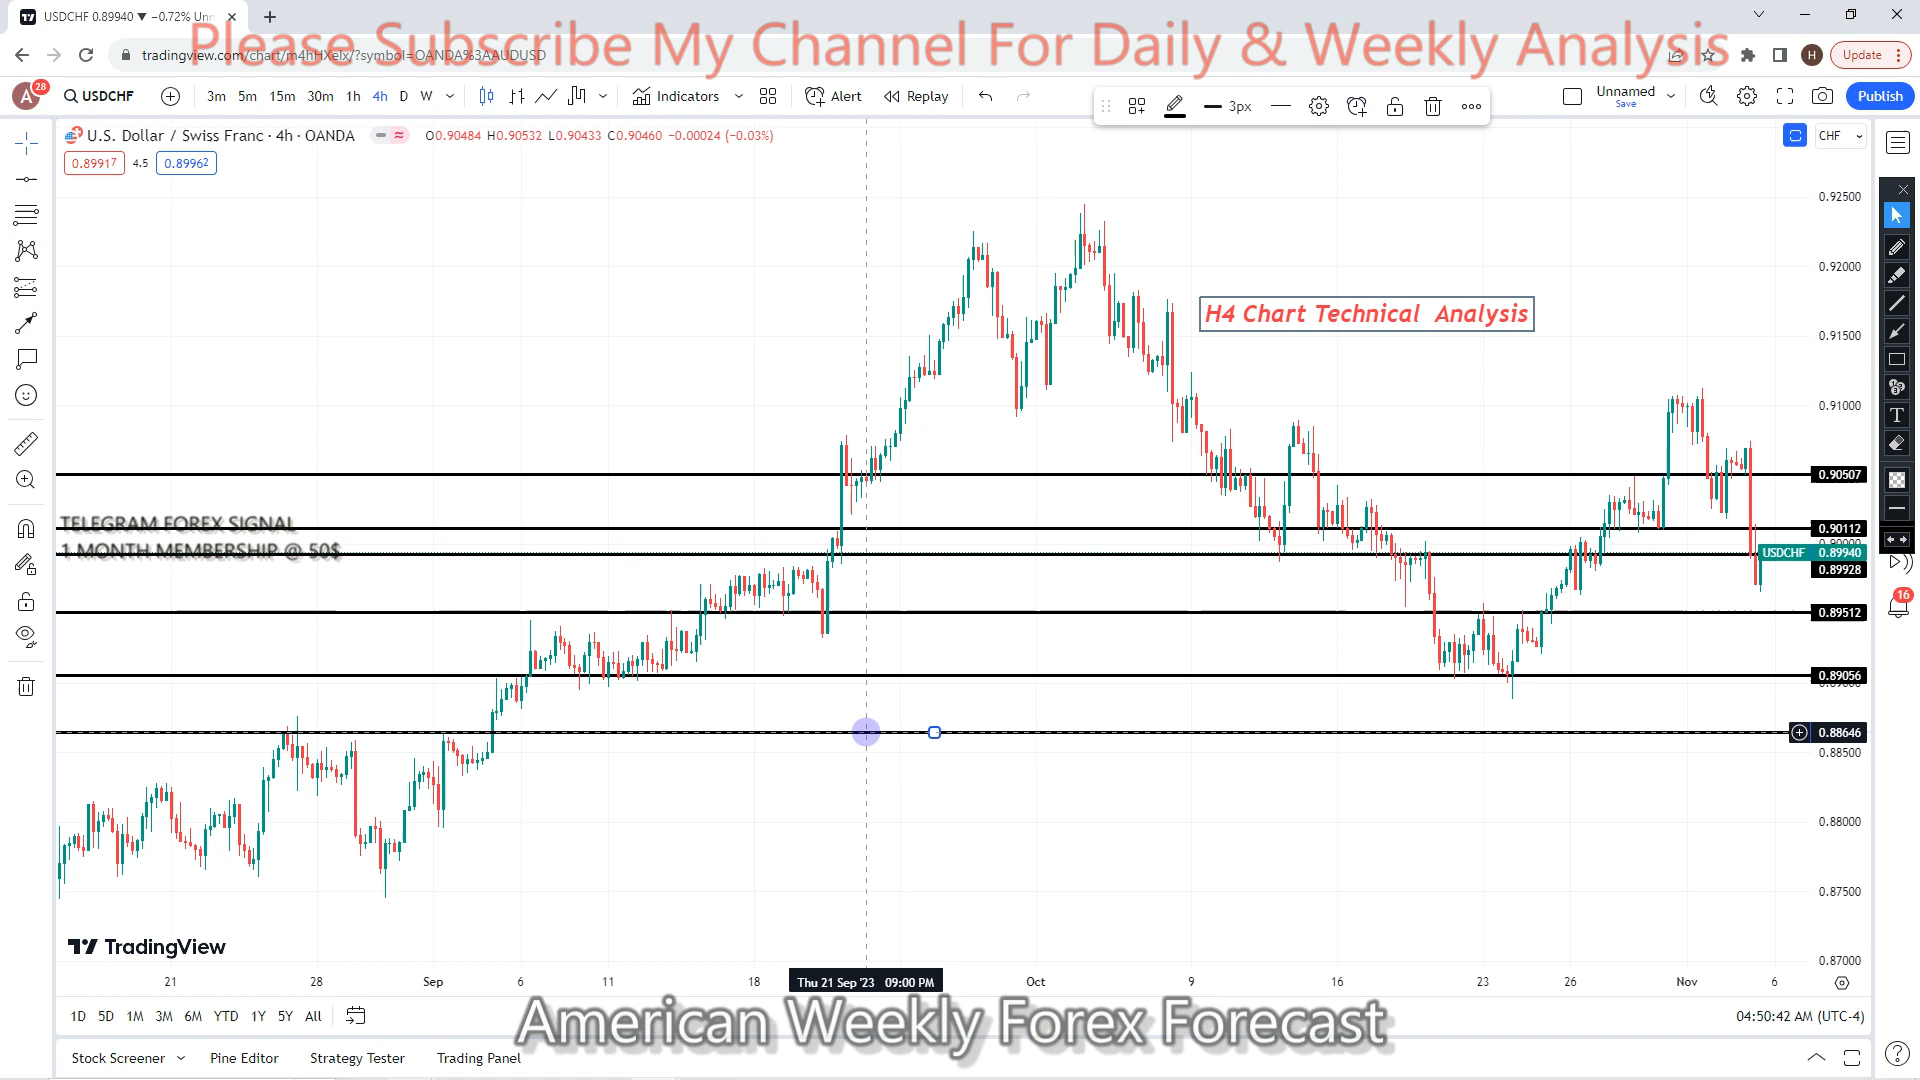 USDCHF 0.89940 ▼ −0.72% Unn
Please Subscribe My Channel For Daily & Weekly Analysis
tradingview.com/chart/m4hHXelx/?symbol=OANDA%3AAUDUSD
H
Update
A
28
USDCHF
3m 5m 15m 30m 1h 4h D W
Indicators
Alert
Replay
3px
Unnamed
Save
Publish
U.S. Dollar / Swiss Franc · 4h · OANDA
O0.90484 H0.90532 L0.90433 C0.90460 −0.00024 (−0.03%)
CHF
0.89917 4.5 0.89962
0.92500
0.92000
H4 Chart Technical Analysis
0.91500
0.91000
0.90507
TELEGRAM FOREX SIGNAL
0.90112
1 MONTH MEMBERSHIP @ 50$
USDCHF 0.89940
0.89928
16
0.89512
0.89056
0.88646
0.88500
0.88000
0.87500
TradingView
0.87000
21 28 Sep 6 11 18 Thu 21 Sep '23 09:00 PM Oct 9 16 23 26 Nov 6
1D 5D 1M 3M 6M YTD 1Y 5Y All
04:50:42 AM (UTC-4)
American Weekly Forex Forecast
Stock Screener Pine Editor Strategy Tester Trading Panel